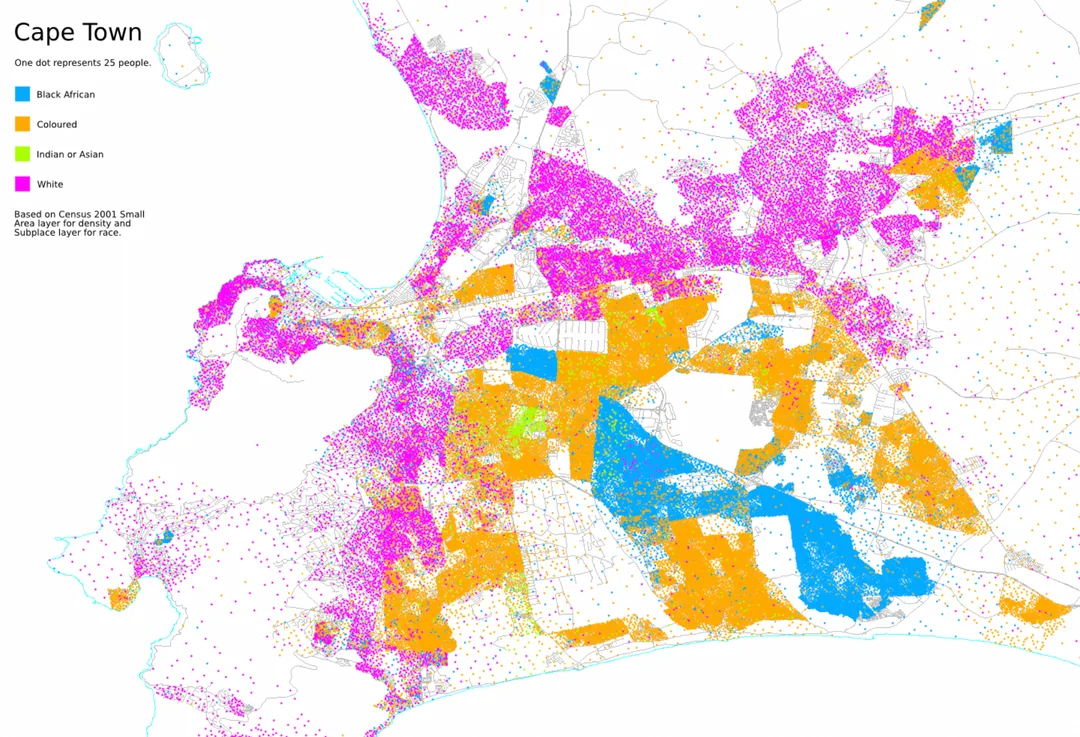 Cape Town
One dot represents 25 people.
Black African
Coloured
Indian or Asian
White
Based on Census 2001 Small
Area layer for density and
Subplace layer for race.